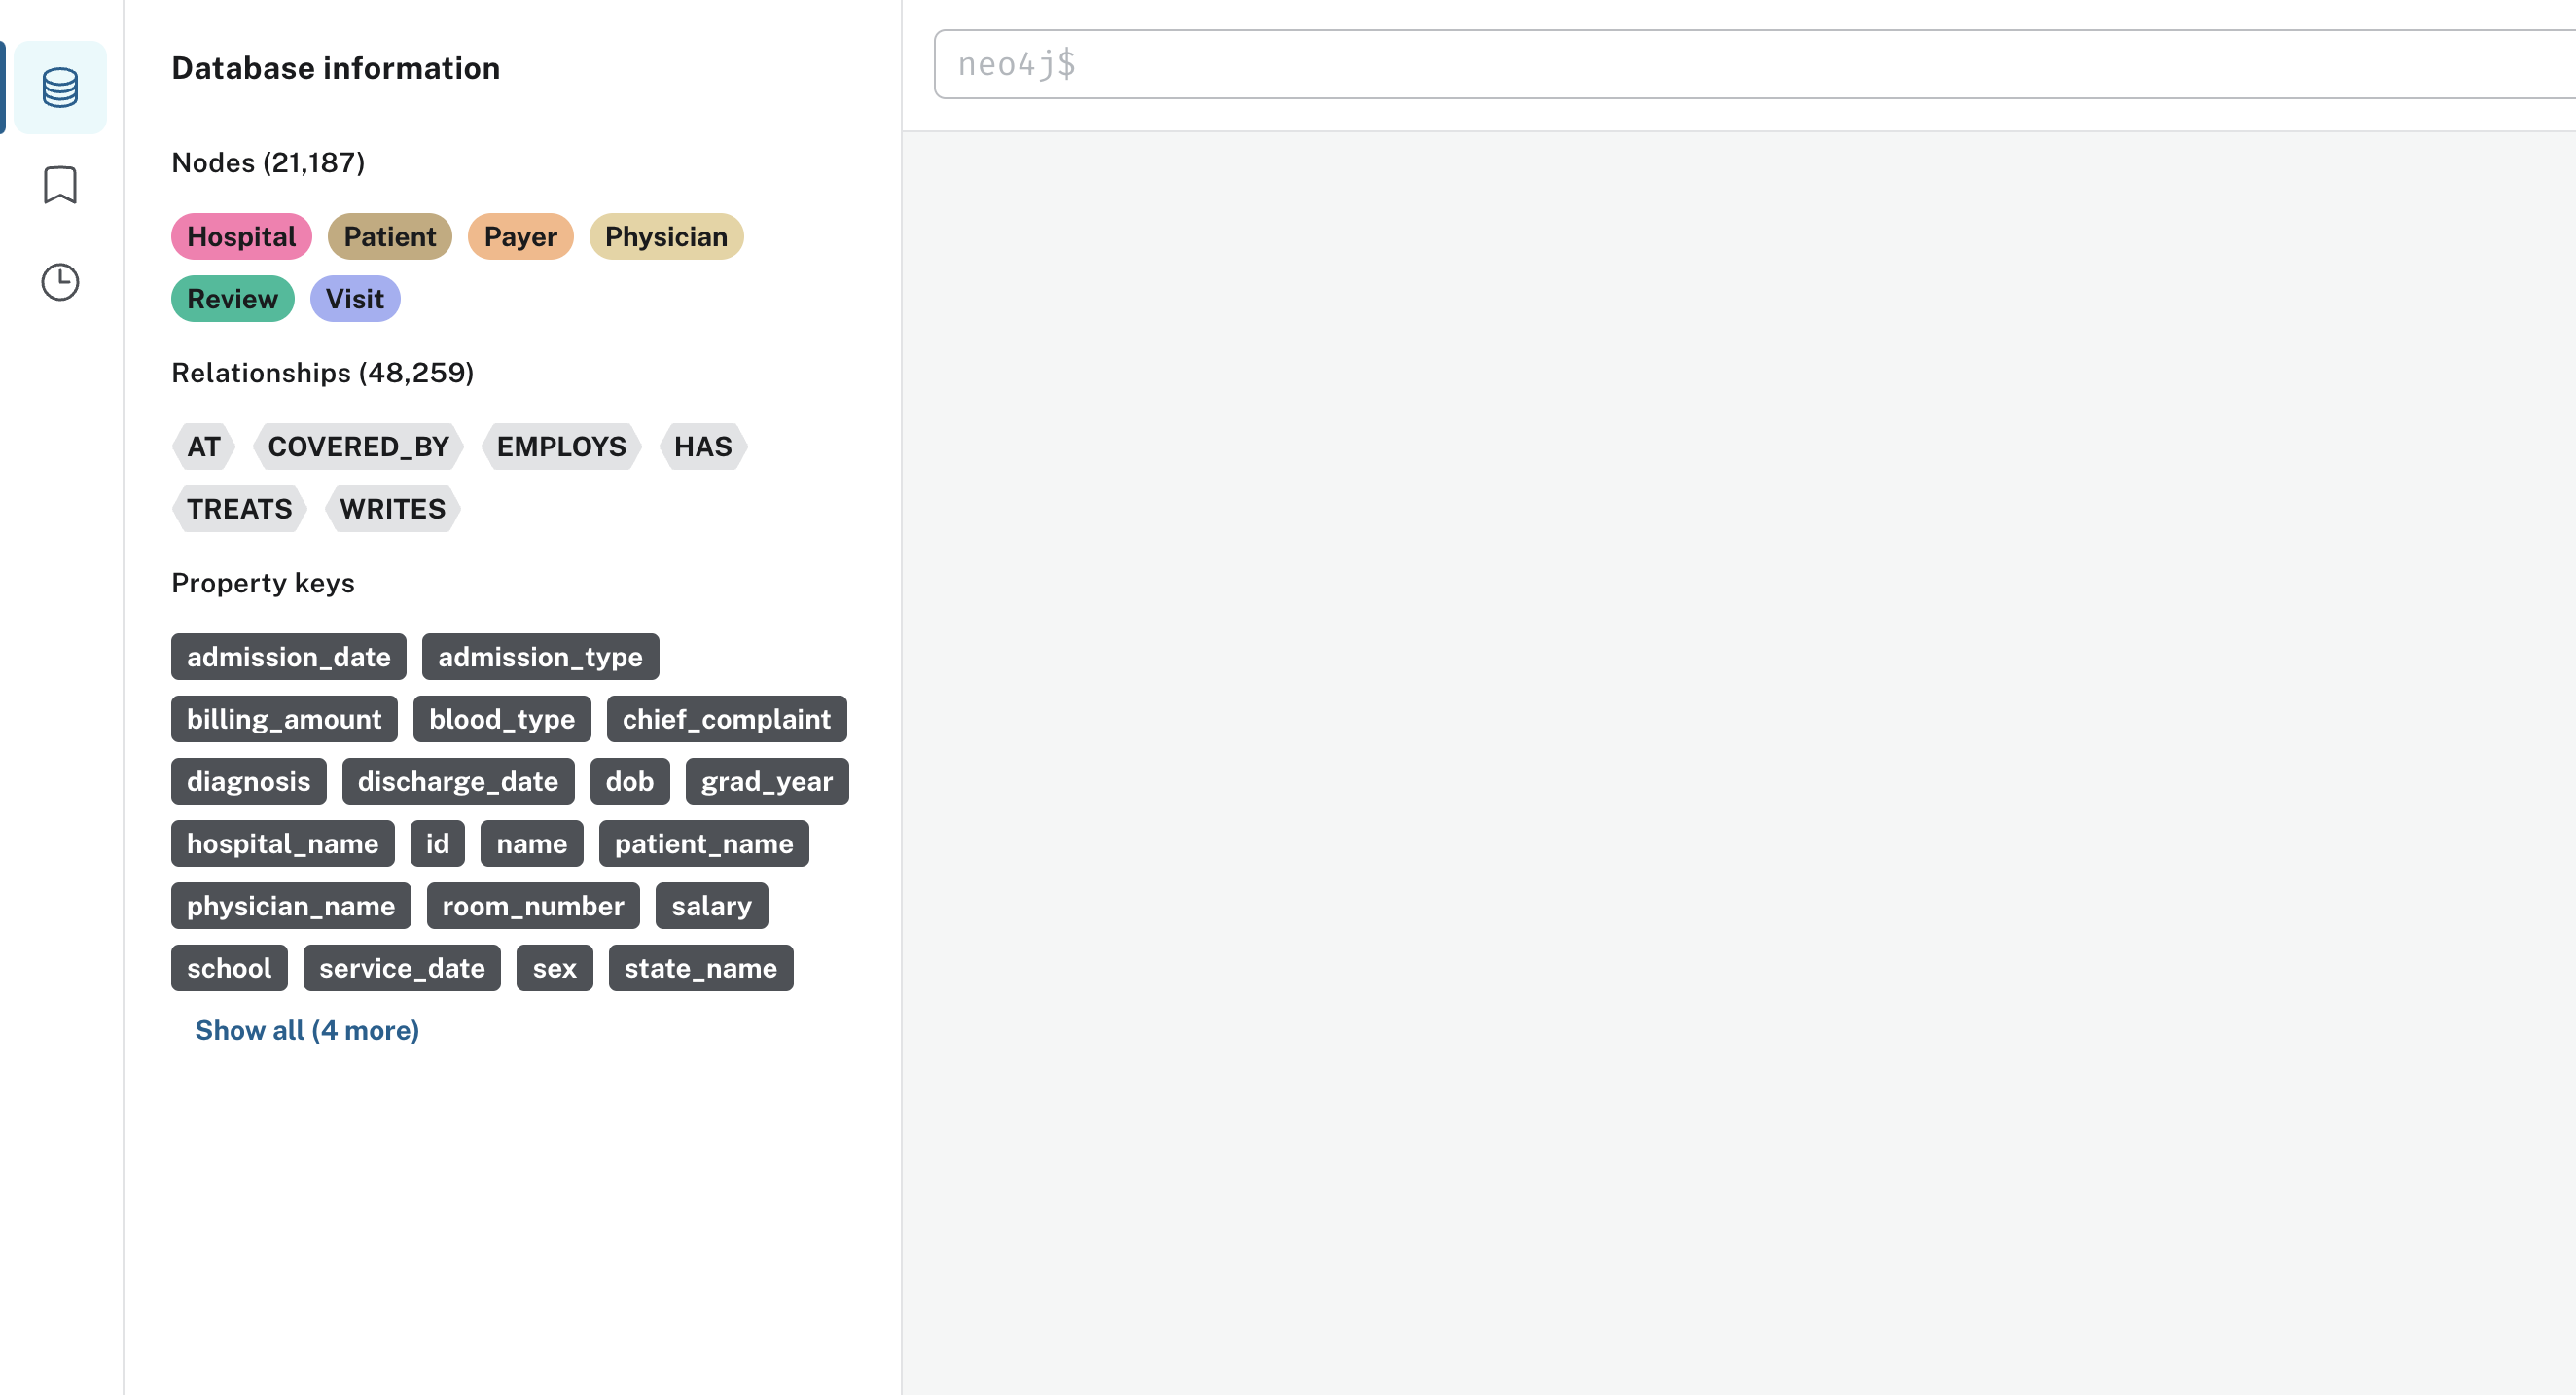 Database information
neo4j$
Nodes (21,187)
Hospital Patient Payer Physician
Review Visit
Relationships (48,259)
AT COVERED_BY EMPLOYS HAS
TREATS WRITES
Property keys
admission_date admission_type
billing_amount blood_type chief_complaint
diagnosis discharge_date dob grad_year
hospital_name id name patient_name
physician_name room_number salary
school service_date sex state_name
Show all (4 more)